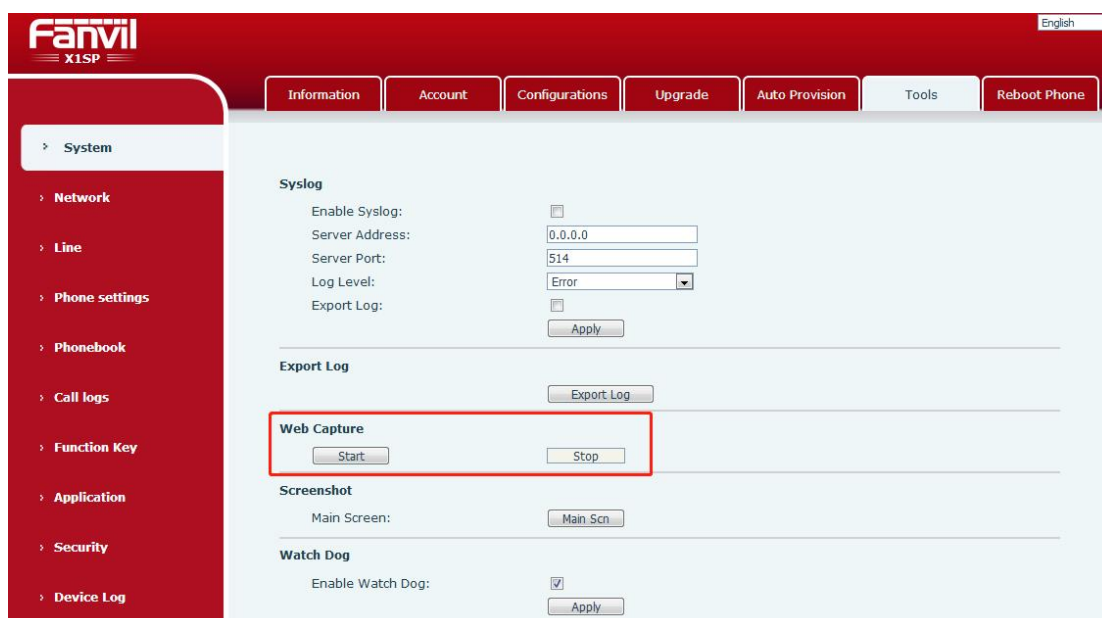 Fanvil
X1SP
English
Information Account Configurations Upgrade Auto Provision Tools Reboot Phone
› System
› Network
› Line
› Phone settings
› Phonebook
› Call logs
› Function Key
› Application
› Security
› Device Log
Syslog
Enable Syslog:
Server Address: 0.0.0.0
Server Port: 514
Log Level: Error
Export Log:
Apply
Export Log
Export Log
Web Capture
Start Stop
Screenshot
Main Screen: Main Scn
Watch Dog
Enable Watch Dog:
Apply